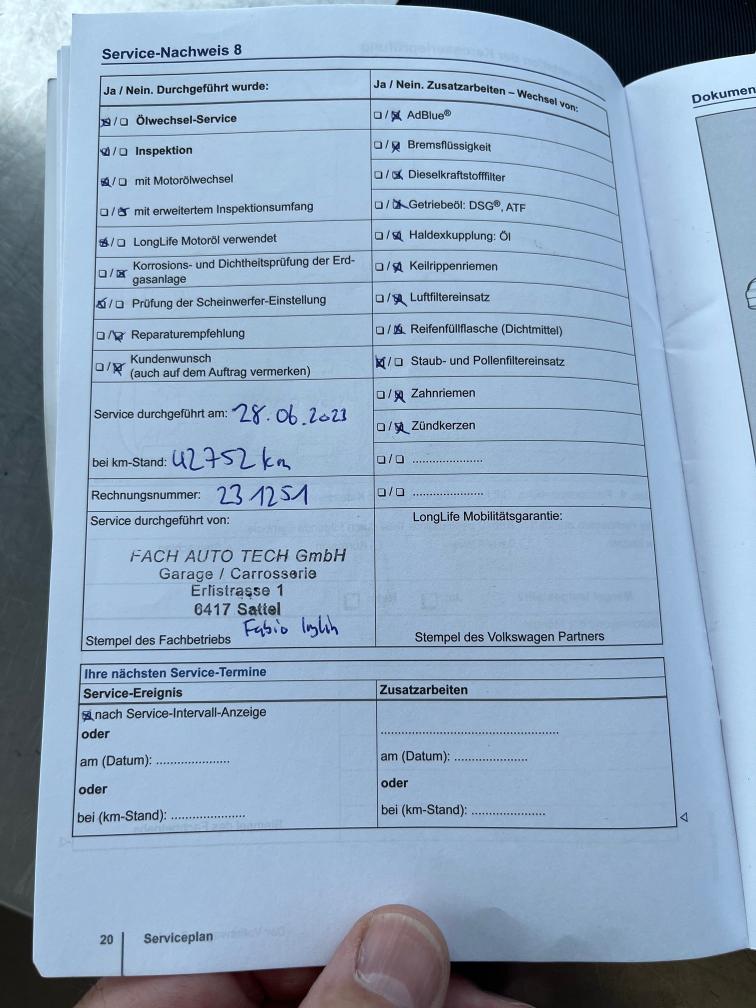 Service-Nachweis 8
Ja / Nein. Durchgeführt wurde:
☒ / ☐ Ölwechsel-Service
☒ / ☐ Inspektion
☒ / ☐ mit Motorölwechsel
☐ / ☒ mit erweitertem Inspektionsumfang
☒ / ☐ LongLife Motoröl verwendet
☐ / ☒ Korrosions- und Dichtheitsprüfung der Erd-
gasanlage
☒ / ☐ Prüfung der Scheinwerfer-Einstellung
☐ / ☒ Reparaturempfehlung
☐ / ☒ Kundenwunsch
(auch auf dem Auftrag vermerken)
Service durchgeführt am: 28.06.2023
bei km-Stand: 42752 km
Rechnungsnummer: 231251
Ja / Nein. Zusatzarbeiten – Wechsel von:
☐ / ☒ AdBlue®
☐ / ☒ Bremsflüssigkeit
☐ / ☒ Dieselkraftstofffilter
☐ / ☒ Getriebeöl: DSG®, ATF
☐ / ☒ Haldexkupplung: Öl
☐ / ☒ Keilrippenriemen
☐ / ☒ Luftfiltereinsatz
☐ / ☒ Reifenfüllflasche (Dichtmittel)
☒ / ☐ Staub- und Pollenfiltereinsatz
☐ / ☒ Zahnriemen
☐ / ☒ Zündkerzen
☐ / ☐ .....................
☐ / ☐ .....................
Service durchgeführt von:
FACH AUTO TECH GmbH
Garage / Carrosserie
Erlistrasse 1
6417 Sattel
Fabio
Stempel des Fachbetriebs
LongLife Mobilitätsgarantie:
Stempel des Volkswagen Partners
Ihre nächsten Service-Termine
Service-Ereignis
☒ nach Service-Intervall-Anzeige
oder
am (Datum): .....................
oder
bei (km-Stand): .....................
Zusatzarbeiten
.....................................................
am (Datum): .....................
oder
bei (km-Stand): .....................
20 Serviceplan
Dokumen